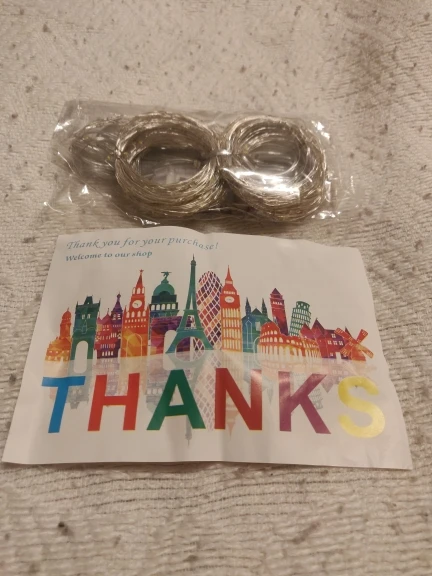 Thank you for your purchase!
Welcome to our shop
THANKS